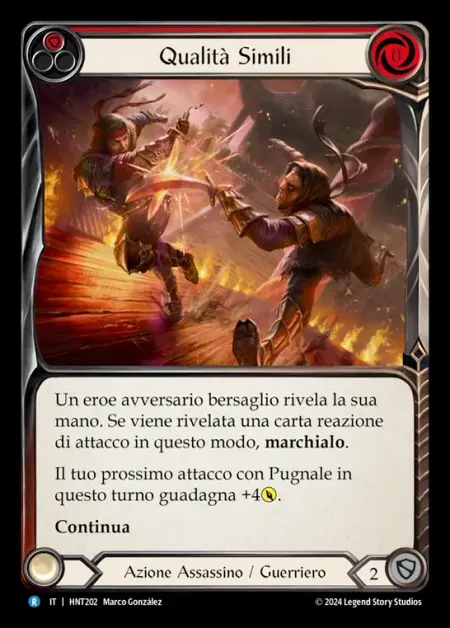 0
Qualità Simili
Un eroe avversario bersaglio rivela la sua
mano. Se viene rivelata una carta reazione
di attacco in questo modo, marchialo.
Il tuo prossimo attacco con Pugnale in
questo turno guadagna +4.
Continua
Azione Assassino / Guerriero
2
R IT | HNT202 Marco González
© 2024 Legend Story Studios